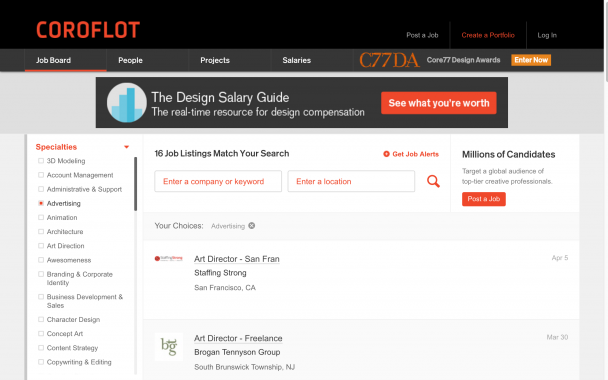 COROFLOT
Post a Job
Create a Portfolio
Log In
Job Board
People
Projects
Salaries
C77DA
Core77 Design Awards
Enter Now
The Design Salary Guide
The real-time resource for design compensation
See what you're worth
Specialties
3D Modeling
Account Management
Administrative & Support
Advertising
Animation
Architecture
Art Direction
Awesomeness
Branding & Corporate
Identity
Business Development &
Sales
Character Design
Concept Art
Content Strategy
Copywriting & Editing
16 Job Listings Match Your Search
Get Job Alerts
Enter a company or keyword
Enter a location
Your Choices: Advertising
Art Director - San Fran
Apr 5
Staffing Strong
San Francisco, CA
bg
Art Director - Freelance
Mar 30
Brogan Tennyson Group
South Brunswick Township, NJ
Millions of Candidates
Target a global audience of
top-tier creative professionals.
Post a Job